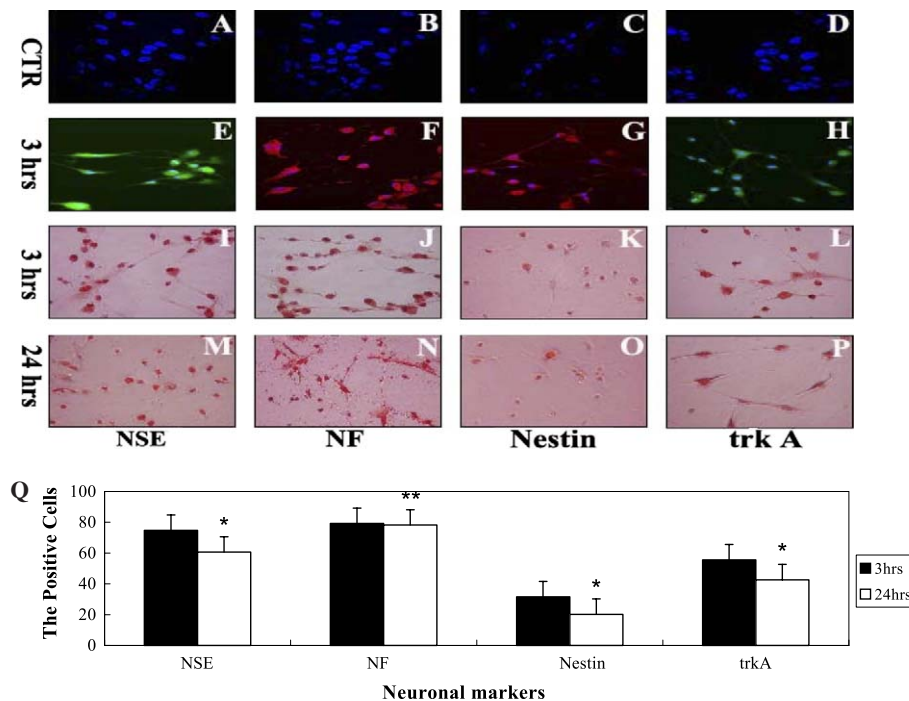 A B C D
CTR
E F G H
3 hrs
I J K L
3 hrs
M N O P
24 hrs
NSE NF Nestin trk A
Q
100
80
60
40
20
0
The Positive Cells
* ** * *
NSE NF Nestin trkA
Neuronal markers
3hrs
24hrs